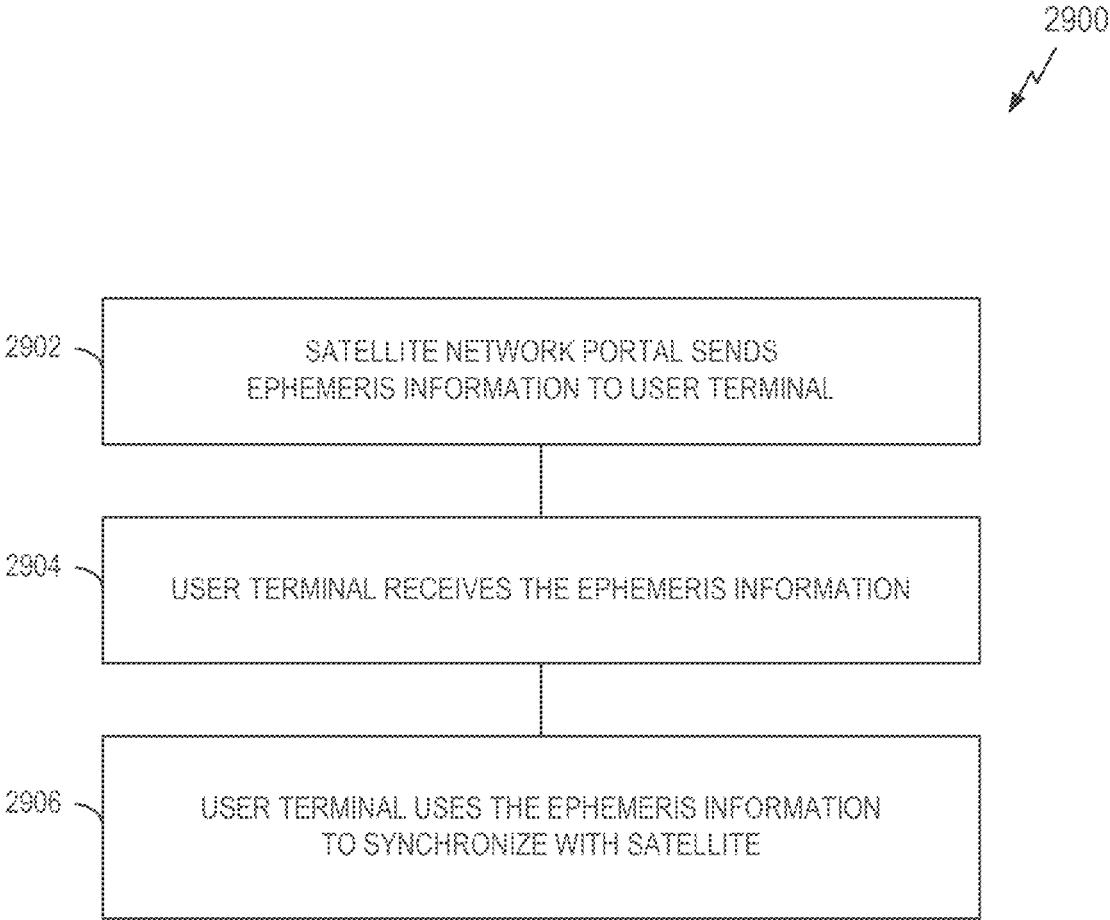 2900
2902
SATELLITE NETWORK PORTAL SENDS
EPHEMERIS INFORMATION TO USER TERMINAL
2904
USER TERMINAL RECEIVES THE EPHEMERIS INFORMATION
2906
USER TERMINAL USES THE EPHEMERIS INFORMATION
TO SYNCHRONIZE WITH SATELLITE